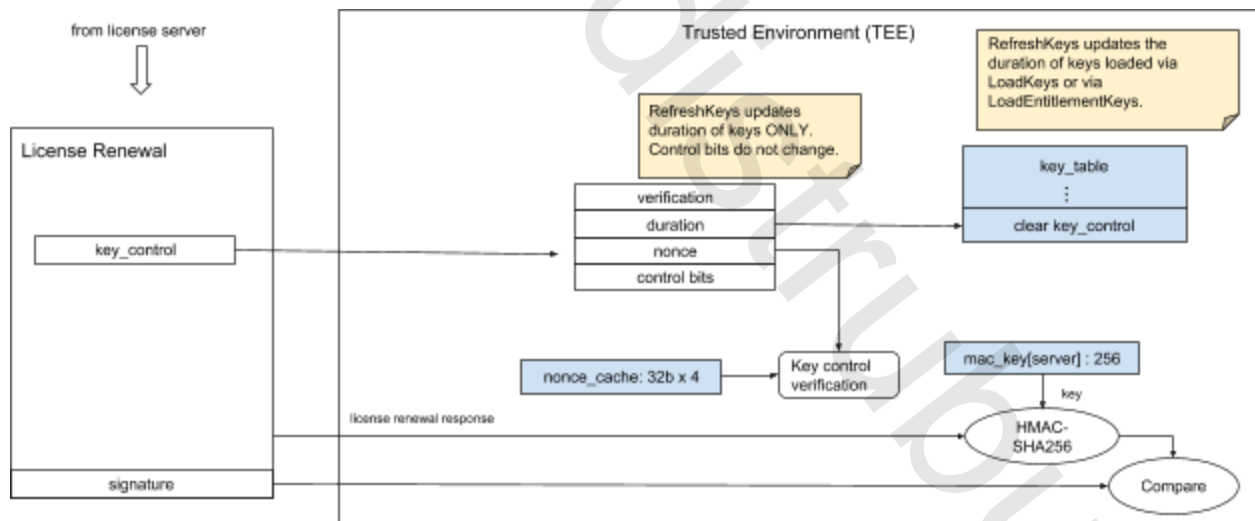 from license server
Trusted Environment (TEE)
RefreshKeys updates the
duration of keys loaded via
LoadKeys or via
LoadEntitlementKeys.
RefreshKeys updates
duration of keys ONLY.
Control bits do not change.
License Renewal
key_table
⋮
verification
duration
clear key_control
key_control
nonce
control bits
nonce_cache: 32b x 4
Key control
verification
mac_key[server] : 256
key
license renewal response
HMAC-
SHA256
signature
Compare